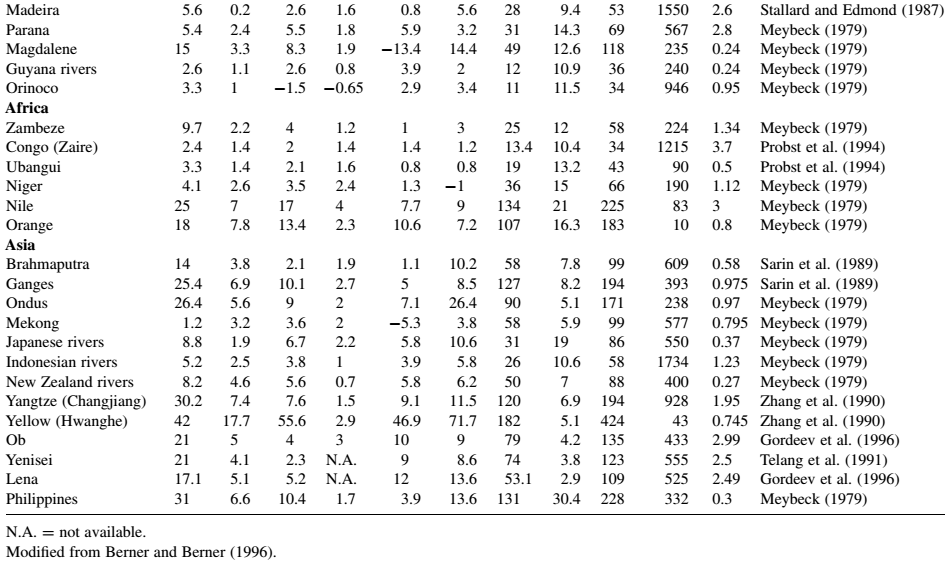 Madeira 5.6 0.2 2.6 1.6 0.8 5.6 28 9.4 53 1550 2.6 Stallard and Edmond (1987)
Parana 5.4 2.4 5.5 1.8 5.9 3.2 31 14.3 69 567 2.8 Meybeck (1979)
Magdalene 15 3.3 8.3 1.9 −13.4 14.4 49 12.6 118 235 0.24 Meybeck (1979)
Guyana rivers 2.6 1.1 2.6 0.8 3.9 2 12 10.9 36 240 0.24 Meybeck (1979)
Orinoco 3.3 1 −1.5 −0.65 2.9 3.4 11 11.5 34 946 0.95 Meybeck (1979)
Africa
Zambeze 9.7 2.2 4 1.2 1 3 25 12 58 224 1.34 Meybeck (1979)
Congo (Zaire) 2.4 1.4 2 1.4 1.4 1.2 13.4 10.4 34 1215 3.7 Probst et al. (1994)
Ubangui 3.3 1.4 2.1 1.6 0.8 0.8 19 13.2 43 90 0.5 Probst et al. (1994)
Niger 4.1 2.6 3.5 2.4 1.3 −1 36 15 66 190 1.12 Meybeck (1979)
Nile 25 7 17 4 7.7 9 134 21 225 83 3 Meybeck (1979)
Orange 18 7.8 13.4 2.3 10.6 7.2 107 16.3 183 10 0.8 Meybeck (1979)
Asia
Brahmaputra 14 3.8 2.1 1.9 1.1 10.2 58 7.8 99 609 0.58 Sarin et al. (1989)
Ganges 25.4 6.9 10.1 2.7 5 8.5 127 8.2 194 393 0.975 Sarin et al. (1989)
Ondus 26.4 5.6 9 2 7.1 26.4 90 5.1 171 238 0.97 Meybeck (1979)
Mekong 1.2 3.2 3.6 2 −5.3 3.8 58 5.9 99 577 0.795 Meybeck (1979)
Japanese rivers 8.8 1.9 6.7 2.2 5.8 10.6 31 19 86 550 0.37 Meybeck (1979)
Indonesian rivers 5.2 2.5 3.8 1 3.9 5.8 26 10.6 58 1734 1.23 Meybeck (1979)
New Zealand rivers 8.2 4.6 5.6 0.7 5.8 6.2 50 7 88 400 0.27 Meybeck (1979)
Yangtze (Changjiang) 30.2 7.4 7.6 1.5 9.1 11.5 120 6.9 194 928 1.95 Zhang et al. (1990)
Yellow (Hwanghe) 42 17.7 55.6 2.9 46.9 71.7 182 5.1 424 43 0.745 Zhang et al. (1990)
Ob 21 5 4 3 10 9 79 4.2 135 433 2.99 Gordeev et al. (1996)
Yenisei 21 4.1 2.3 N.A. 9 8.6 74 3.8 123 555 2.5 Telang et al. (1991)
Lena 17.1 5.1 5.2 N.A. 12 13.6 53.1 2.9 109 525 2.49 Gordeev et al. (1996)
Philippines 31 6.6 10.4 1.7 3.9 13.6 131 30.4 228 332 0.3 Meybeck (1979)
N.A. = not available.
Modified from Berner and Berner (1996).